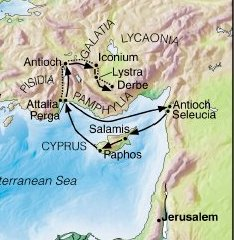 GALATIA
LYCAONIA
Antioch
Iconium
Lystra
Derbe
PISIDIA
Attalia
Perga
PAMPHYLIA
Antioch
Seleucia
Salamis
CYPRUS
Paphos
terranean Sea
Jerusalem